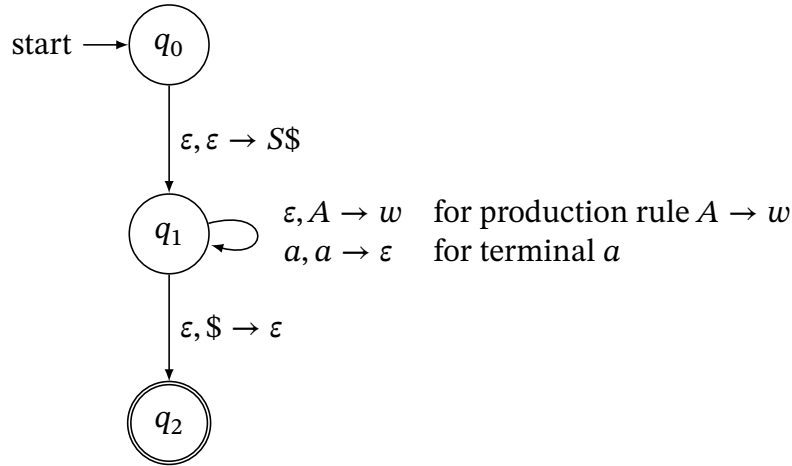 start q₀
ε, ε → S$
q₁
ε, A → w for production rule A → w
a, a → ε for terminal a
ε, $ → ε
q₂